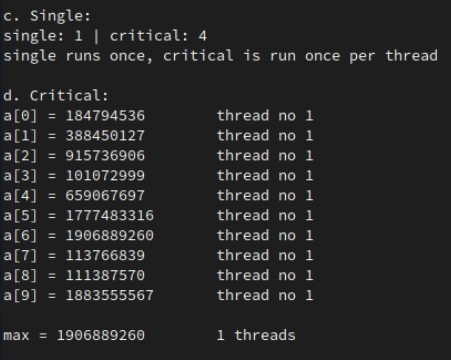 c. Single:
single: 1 | critical: 4
single runs once, critical is run once per thread
d. Critical:
a[0] = 184794536 thread no 1
a[1] = 388450127 thread no 1
a[2] = 915736906 thread no 1
a[3] = 101072999 thread no 1
a[4] = 659067697 thread no 1
a[5] = 1777483316 thread no 1
a[6] = 1906889260 thread no 1
a[7] = 113766839 thread no 1
a[8] = 111387570 thread no 1
a[9] = 1883555567 thread no 1
max = 1906889260 1 threads